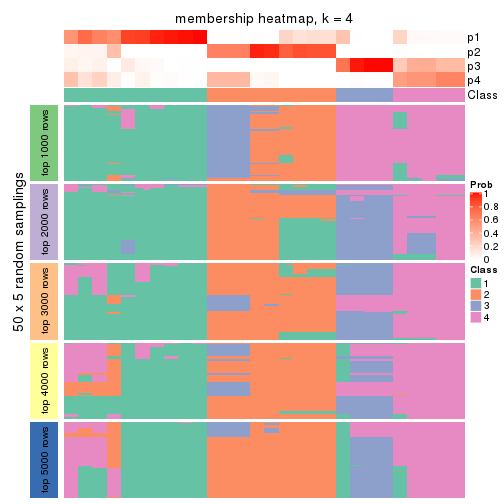 membership heatmap, k = 4
p1
p2
p3
p4
Class
50 x 5 random samplings
top 1000 rows
top 2000 rows
top 3000 rows
top 4000 rows
top 5000 rows
Prob
1
0.8
0.6
0.4
0.2
0
Class
1
2
3
4